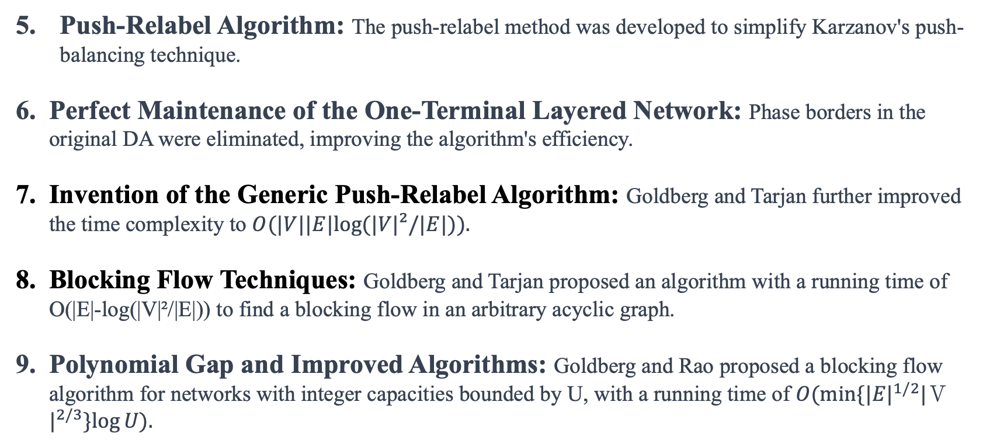 5. Push-Relabel Algorithm: The push-relabel method was developed to simplify Karzanov's push-
balancing technique.
6. Perfect Maintenance of the One-Terminal Layered Network: Phase borders in the
original DA were eliminated, improving the algorithm's efficiency.
7. Invention of the Generic Push-Relabel Algorithm: Goldberg and Tarjan further improved
the time complexity to O(|V||E|log(|V|²/|E|)).
8. Blocking Flow Techniques: Goldberg and Tarjan proposed an algorithm with a running time of
O(|E|-log(|V|²/|E|)) to find a blocking flow in an arbitrary acyclic graph.
9. Polynomial Gap and Improved Algorithms: Goldberg and Rao proposed a blocking flow
algorithm for networks with integer capacities bounded by U, with a running time of O(min{|E|^1/2|V
|^2/3}log U).